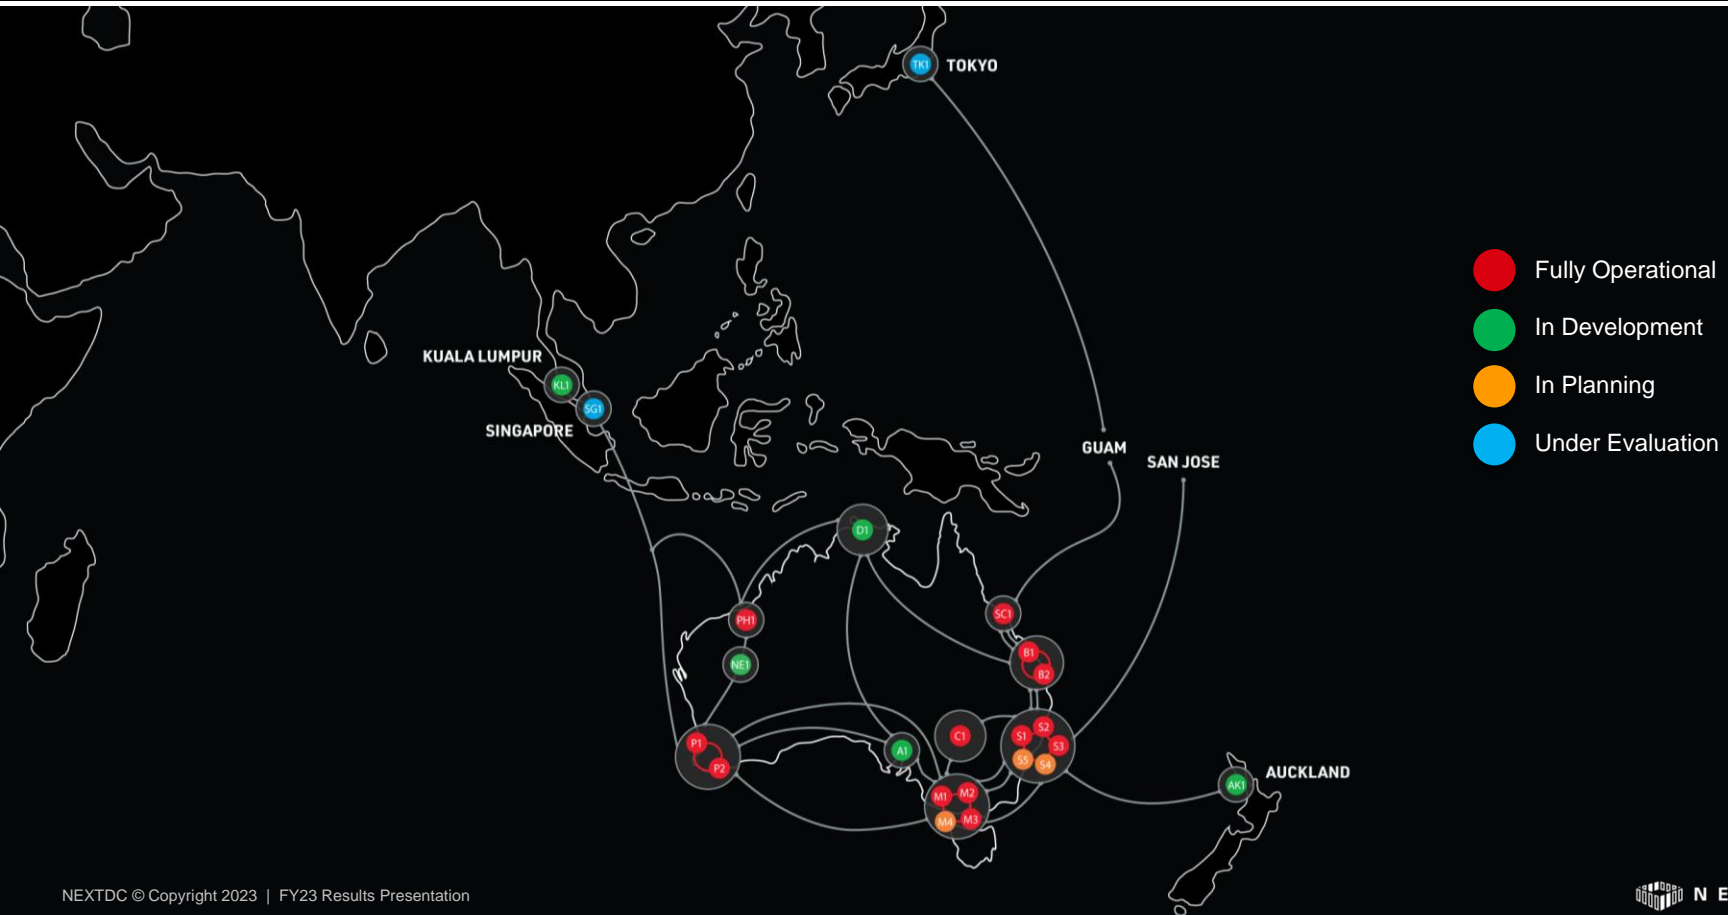 TK1 TOKYO
Fully Operational
In Development
KUALA LUMPUR
KL1
In Planning
SG1
SINGAPORE
Under Evaluation
GUAM
SAN JOSE
D1
SC1
PH1
B1
NE1
B2
S2
C1
S1
P1
S3
A1
S5
S4
P2
AUCKLAND
AK1
M1
M2
M4
M3
NEXTDC © Copyright 2023 | FY23 Results Presentation
N E